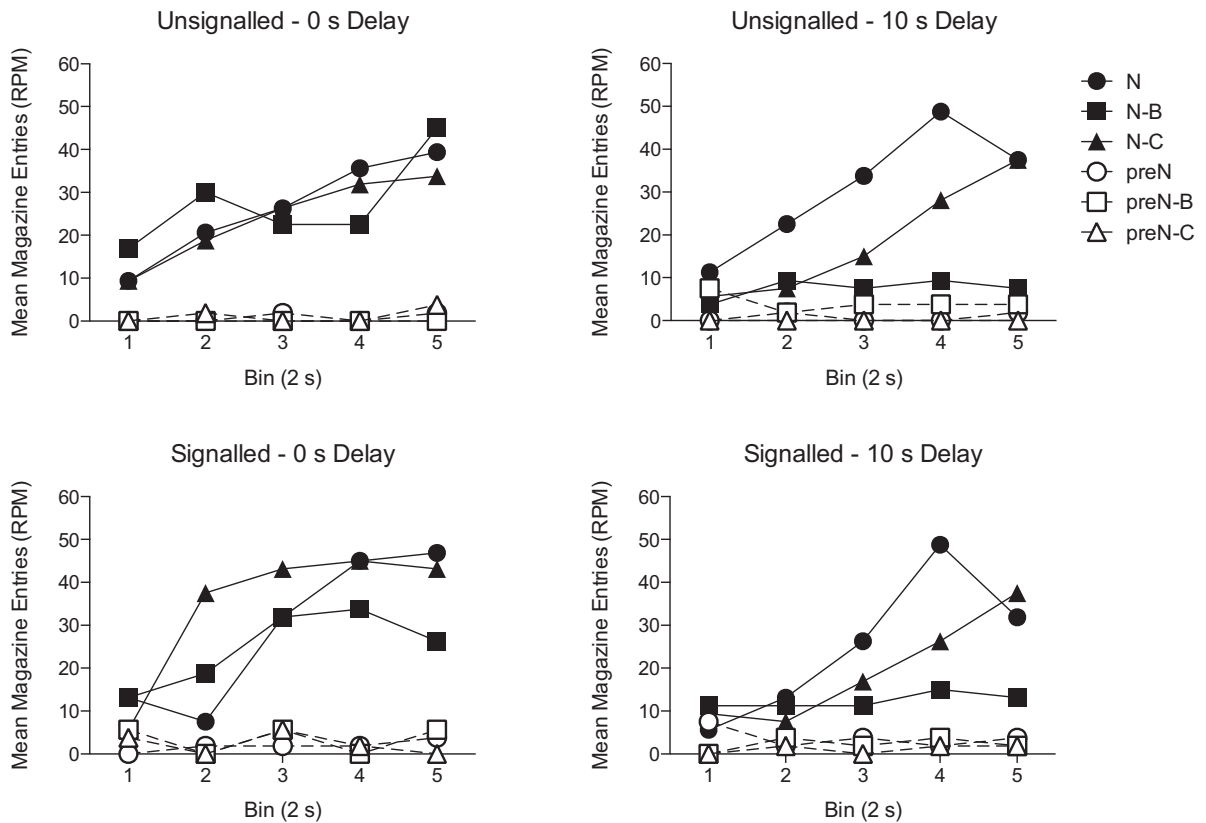 Unsignalled - 0 s Delay
Mean Magazine Entries (RPM)
60
50
40
30
20
10
0
1 2 3 4 5
Bin (2 s)
Unsignalled - 10 s Delay
Mean Magazine Entries (RPM)
60
50
40
30
20
10
0
1 2 3 4 5
Bin (2 s)
N
N-B
N-C
preN
preN-B
preN-C
Signalled - 0 s Delay
Mean Magazine Entries (RPM)
60
50
40
30
20
10
0
1 2 3 4 5
Bin (2 s)
Signalled - 10 s Delay
Mean Magazine Entries (RPM)
60
50
40
30
20
10
0
1 2 3 4 5
Bin (2 s)